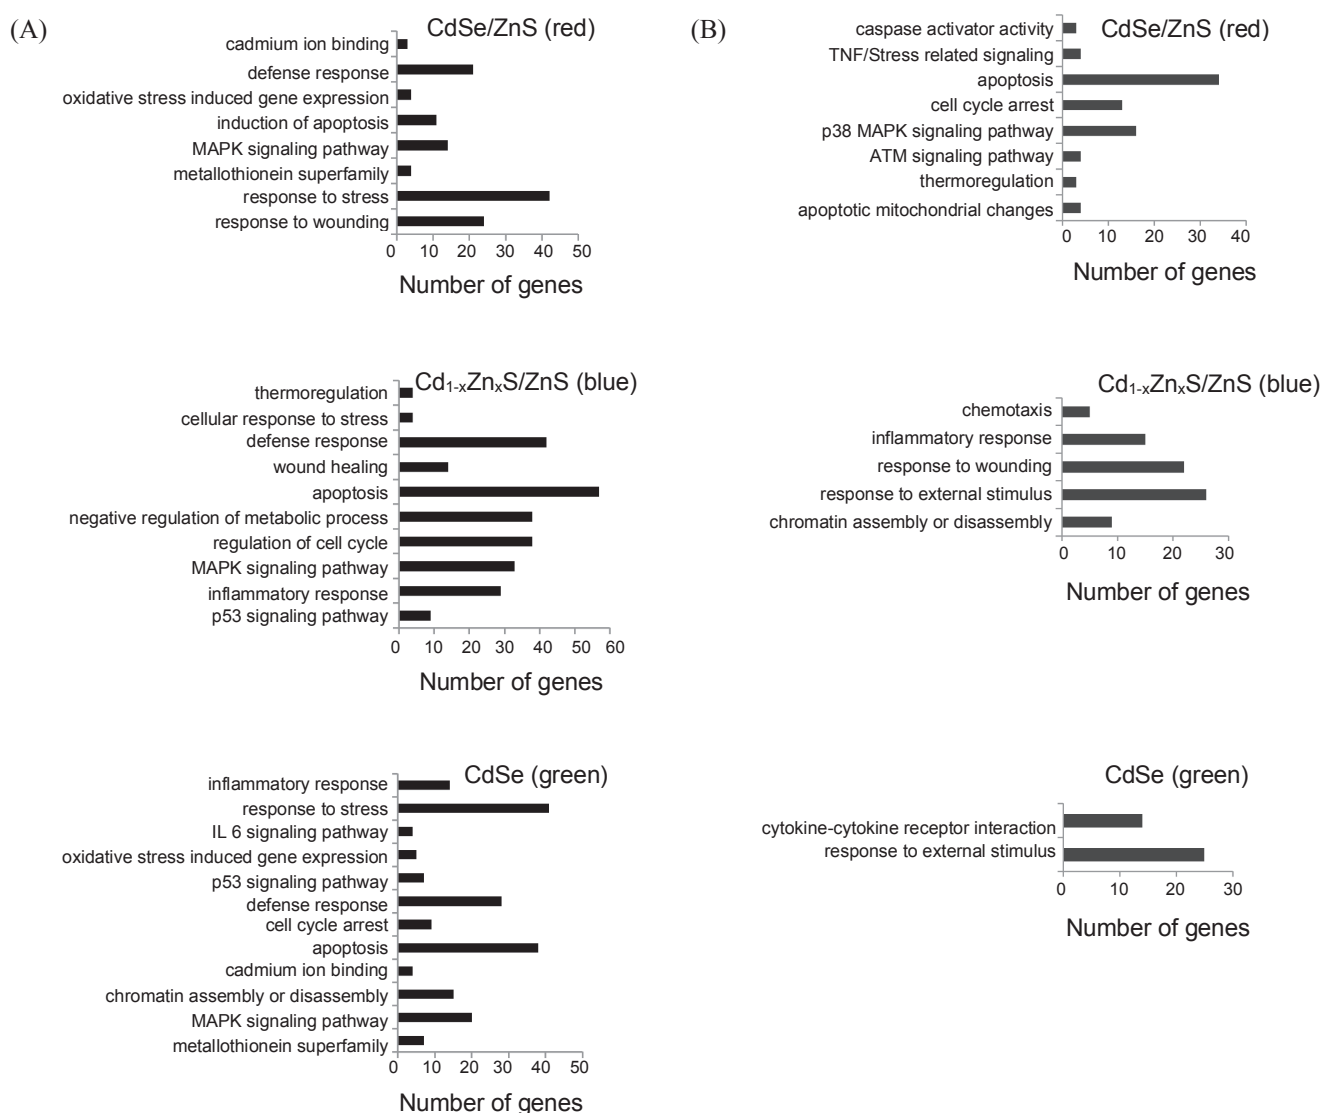 (A)
CdSe/ZnS (red)
cadmium ion binding
defense response
oxidative stress induced gene expression
induction of apoptosis
MAPK signaling pathway
metallothionein superfamily
response to stress
response to wounding
0 10 20 30 40 50
Number of genes
Cd1-xZnxS/ZnS (blue)
thermoregulation
cellular response to stress
defense response
wound healing
apoptosis
negative regulation of metabolic process
regulation of cell cycle
MAPK signaling pathway
inflammatory response
p53 signaling pathway
0 10 20 30 40 50 60
Number of genes
CdSe (green)
inflammatory response
response to stress
IL 6 signaling pathway
oxidative stress induced gene expression
p53 signaling pathway
defense response
cell cycle arrest
apoptosis
cadmium ion binding
chromatin assembly or disassembly
MAPK signaling pathway
metallothionein superfamily
0 10 20 30 40 50
Number of genes
(B)
CdSe/ZnS (red)
caspase activator activity
TNF/Stress related signaling
apoptosis
cell cycle arrest
p38 MAPK signaling pathway
ATM signaling pathway
thermoregulation
apoptotic mitochondrial changes
0 10 20 30 40
Number of genes
Cd1-xZnxS/ZnS (blue)
chemotaxis
inflammatory response
response to wounding
response to external stimulus
chromatin assembly or disassembly
0 10 20 30
Number of genes
CdSe (green)
cytokine-cytokine receptor interaction
response to external stimulus
0 10 20 30
Number of genes